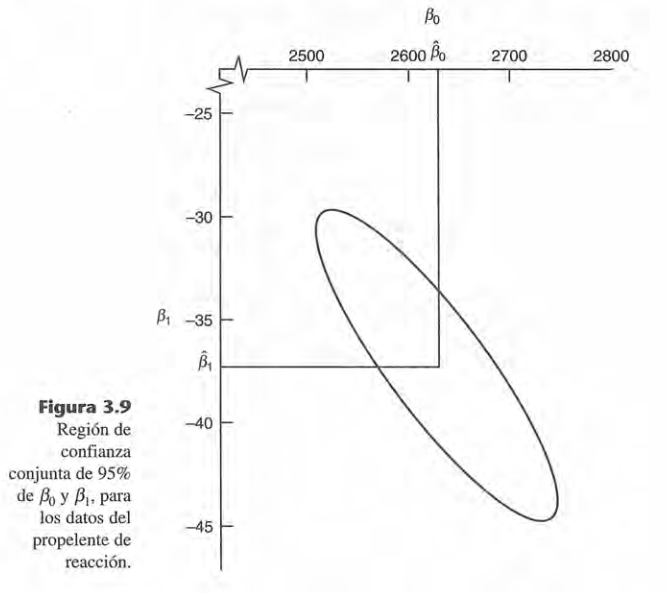 β₀
2500 2600 β̂₀ 2700 2800
−25
−30
β₁ −35
β̂₁
−40
−45
Figura 3.9
Región de
confianza
conjunta de 95%
de β₀ y β₁, para
los datos del
propelente de
reacción.